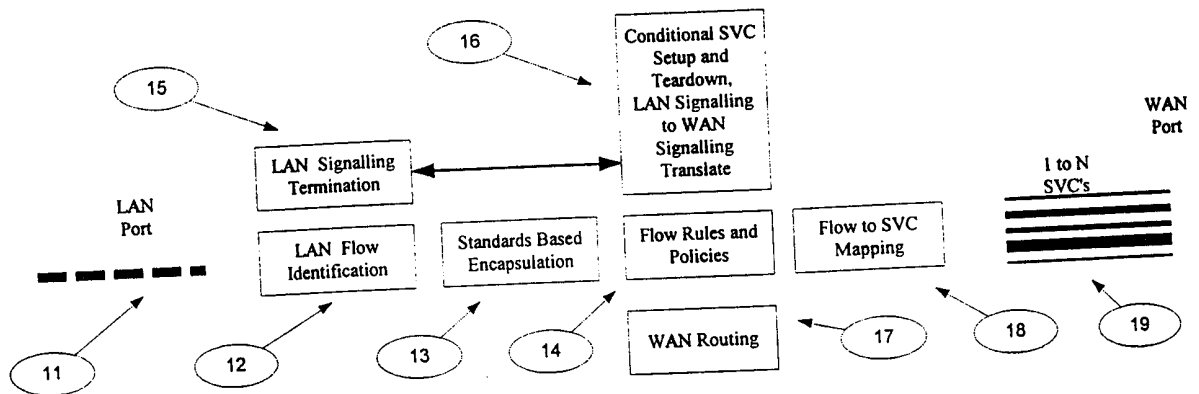 16
Conditional SVC
Setup and
Teardown,
LAN Signalling
to WAN
Signalling
Translate
15
WAN
Port
LAN Signalling
Termination
1 to N
SVC's
LAN
Port
LAN Flow
Identification
Standards Based
Encapsulation
Flow Rules and
Policies
Flow to SVC
Mapping
WAN Routing
11
12
13
14
17
18
19